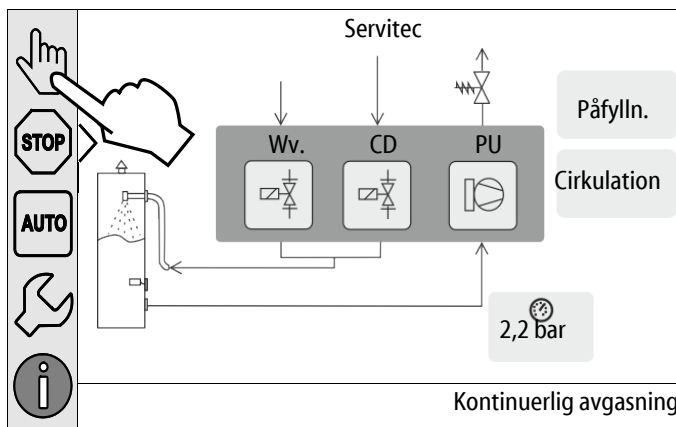 Servitec
STOP
AUTO
Wv.
CD
PU
Påfylln.
Cirkulation
2,2 bar
Kontinuerlig avgasning